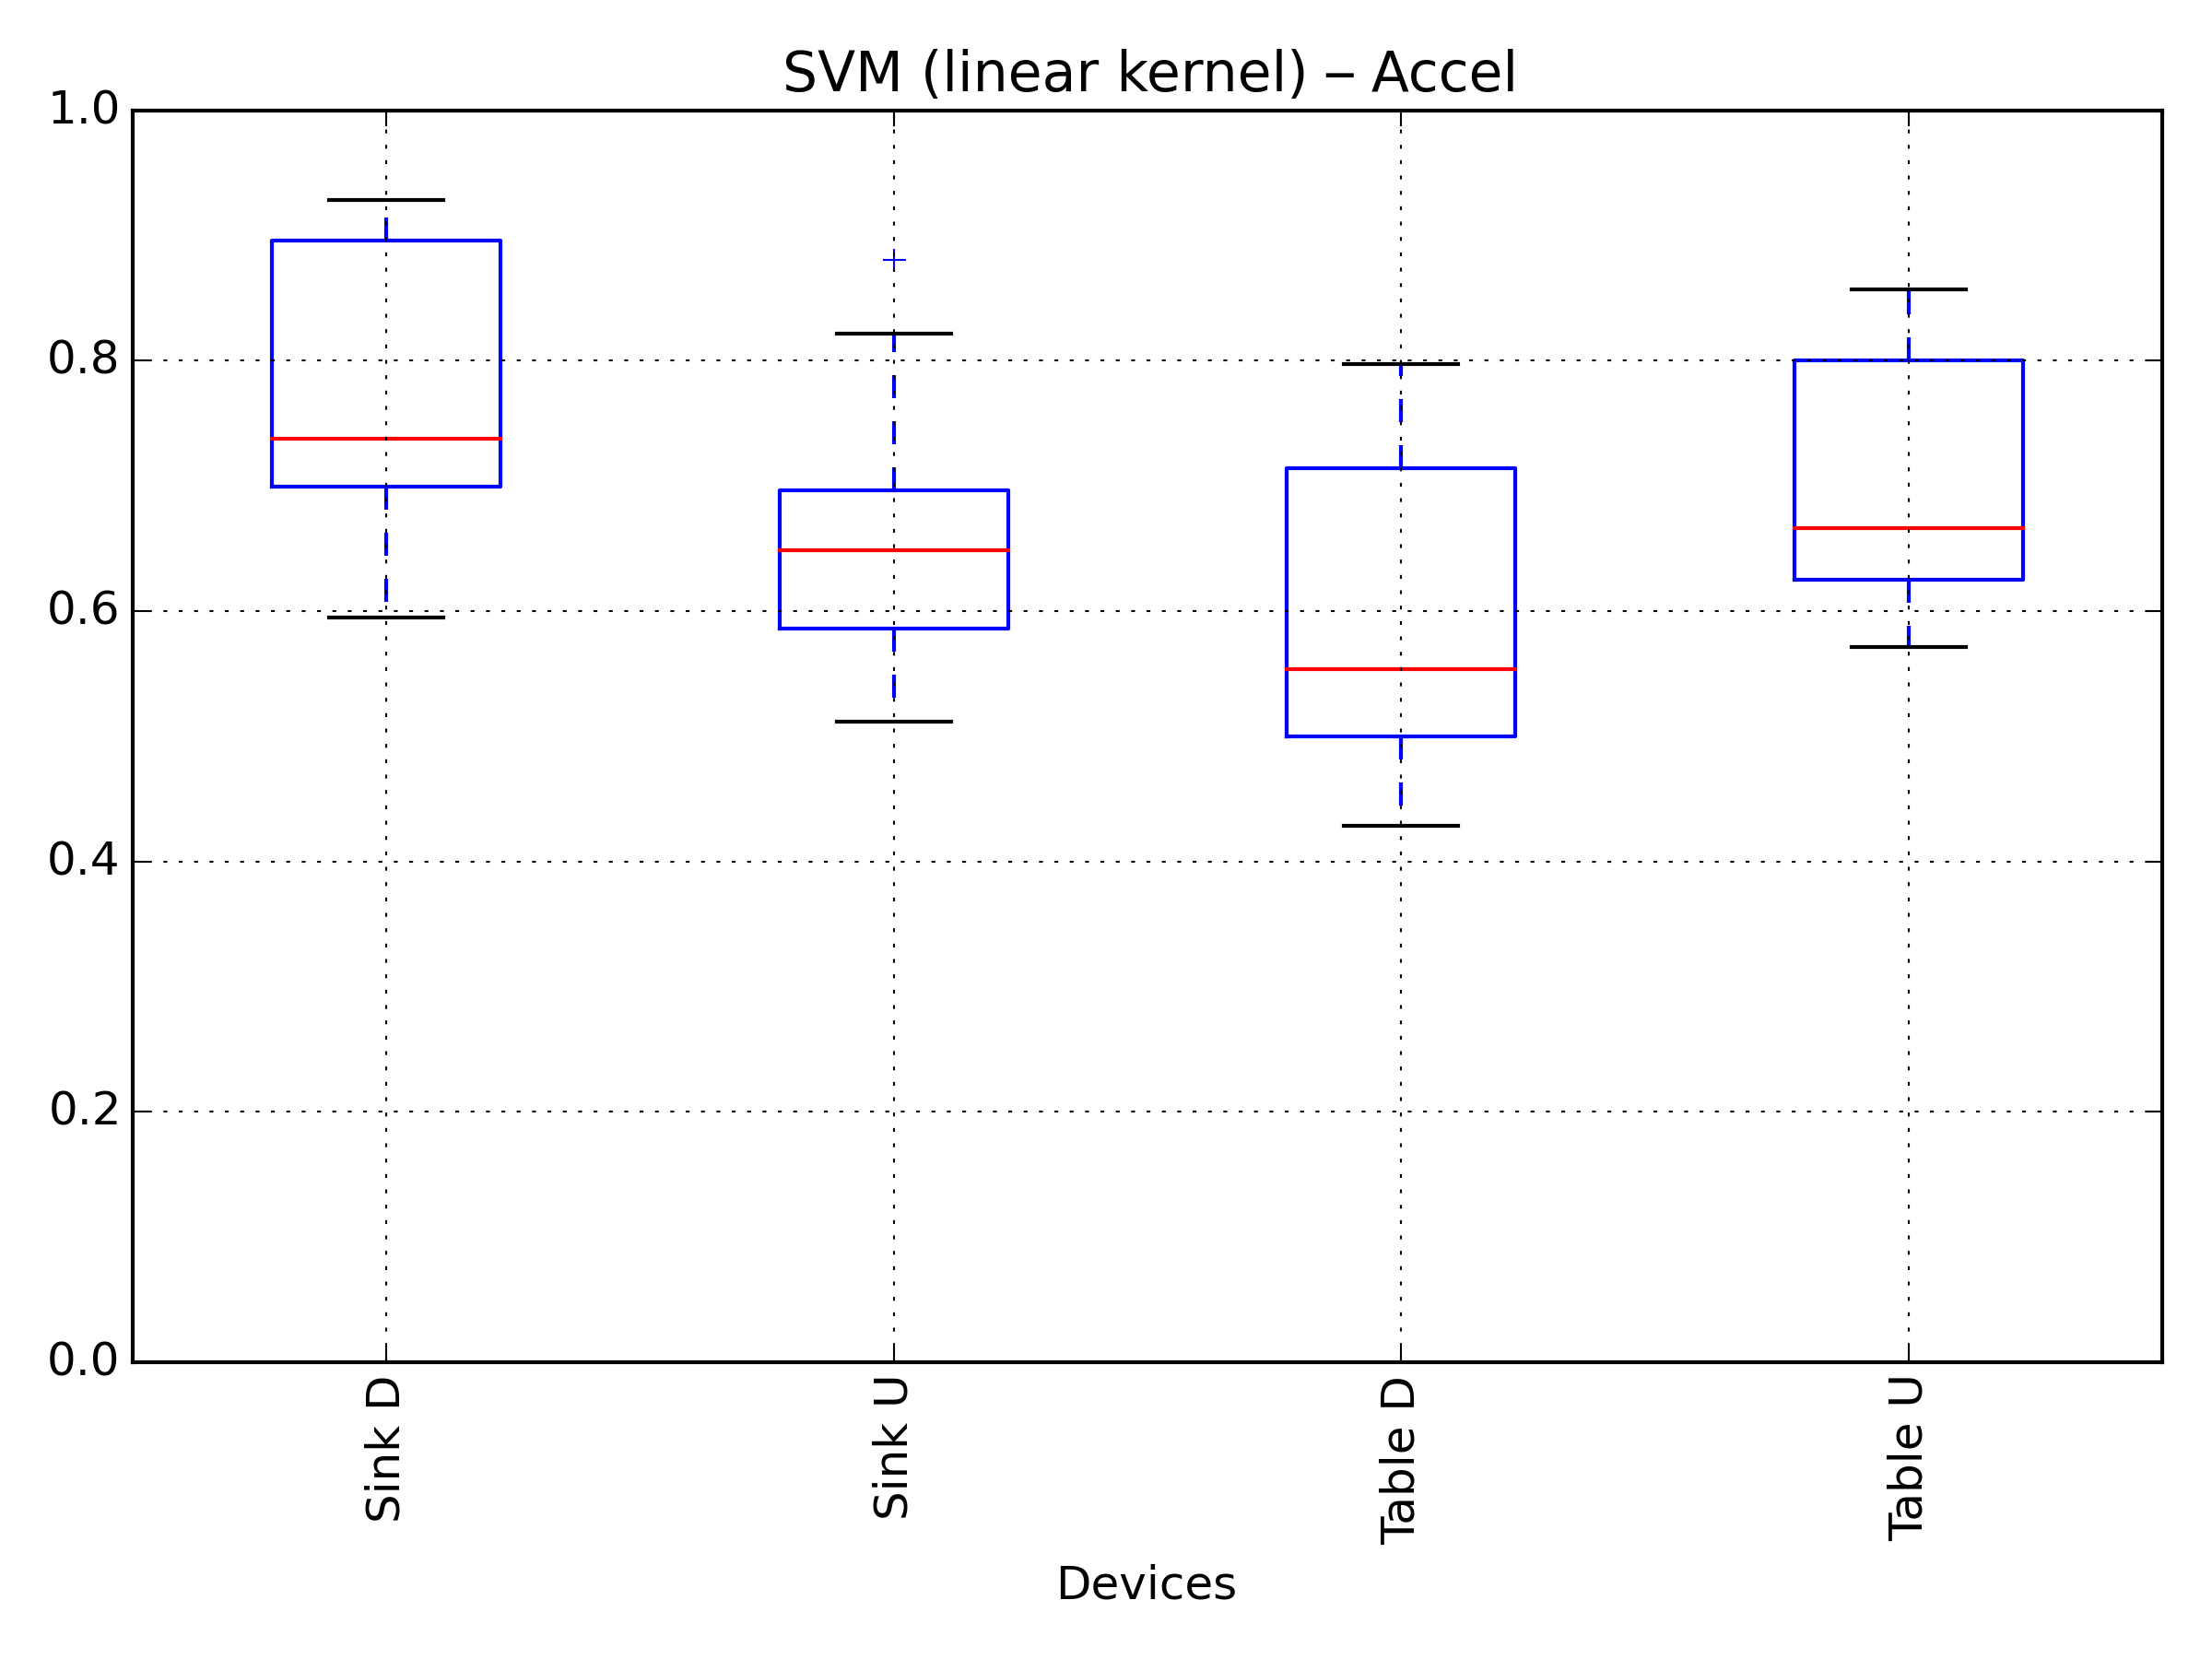 SVM (linear kernel) – Accel
1.0
0.8
0.6
0.4
0.2
0.0
Sink D
Sink U
Table D
Table U
Devices